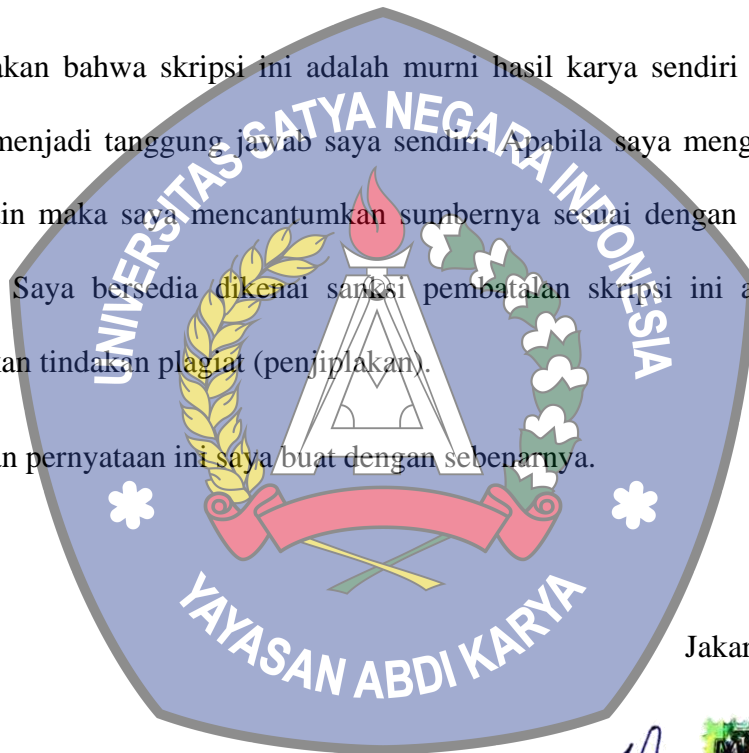 akan bahwa skripsi ini adalah murni hasil karya sendiri
menjadi tanggung jawab saya sendiri. Apabila saya meng
in maka saya mencantumkan sumbernya sesuai dengan
Saya bersedia dikenai sanksi pembatalan skripsi ini a
kan tindakan plagiat (penjiplakan).
an pernyataan ini saya buat dengan sebenarnya.
UNIVERSITAS SATYA NEGARA INDONESIA
YAYASAN ABDI KARYA
Jakar